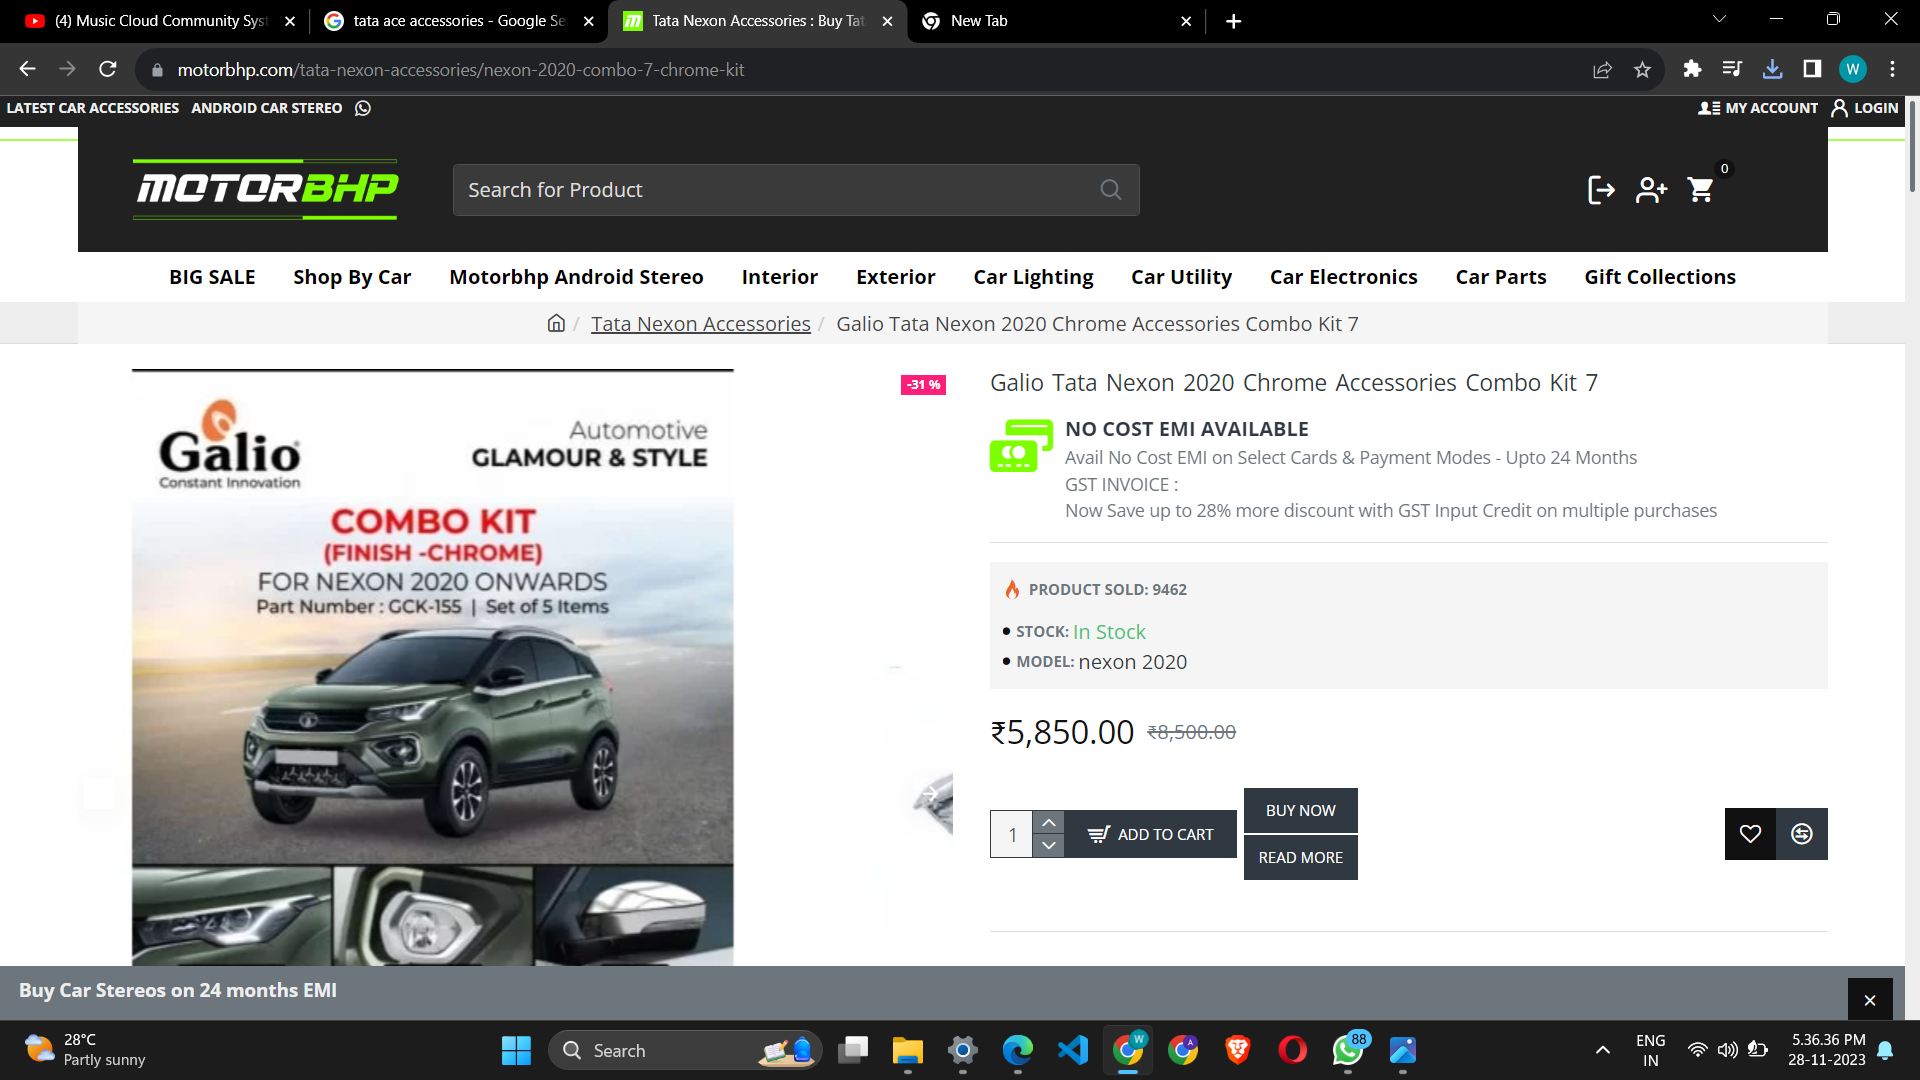 (4) Music Cloud Community Syst
tata ace accessories - Google Se
Tata Nexon Accessories : Buy Tat
New Tab
motorbhp.com/tata-nexon-accessories/nexon-2020-combo-7-chrome-kit
W
LATEST CAR ACCESSORIES ANDROID CAR STEREO
MY ACCOUNT LOGIN
MOTORBHP
Search for Product
0
BIG SALE Shop By Car Motorbhp Android Stereo Interior Exterior Car Lighting Car Utility Car Electronics Car Parts Gift Collections
/ Tata Nexon Accessories / Galio Tata Nexon 2020 Chrome Accessories Combo Kit 7
Galio
Constant Innovation
Automotive
GLAMOUR & STYLE
COMBO KIT
(FINISH -CHROME)
FOR NEXON 2020 ONWARDS
Part Number : GCK-155 | Set of 5 Items
-31 %
Galio Tata Nexon 2020 Chrome Accessories Combo Kit 7
NO COST EMI AVAILABLE
Avail No Cost EMI on Select Cards & Payment Modes - Upto 24 Months
GST INVOICE :
Now Save up to 28% more discount with GST Input Credit on multiple purchases
PRODUCT SOLD: 9462
• STOCK: In Stock
• MODEL: nexon 2020
₹5,850.00 ₹8,500.00
1
ADD TO CART
BUY NOW
READ MORE
Buy Car Stereos on 24 months EMI
28°C
Partly sunny
Search
W
A
88
ENG
IN
5.36.36 PM
28-11-2023